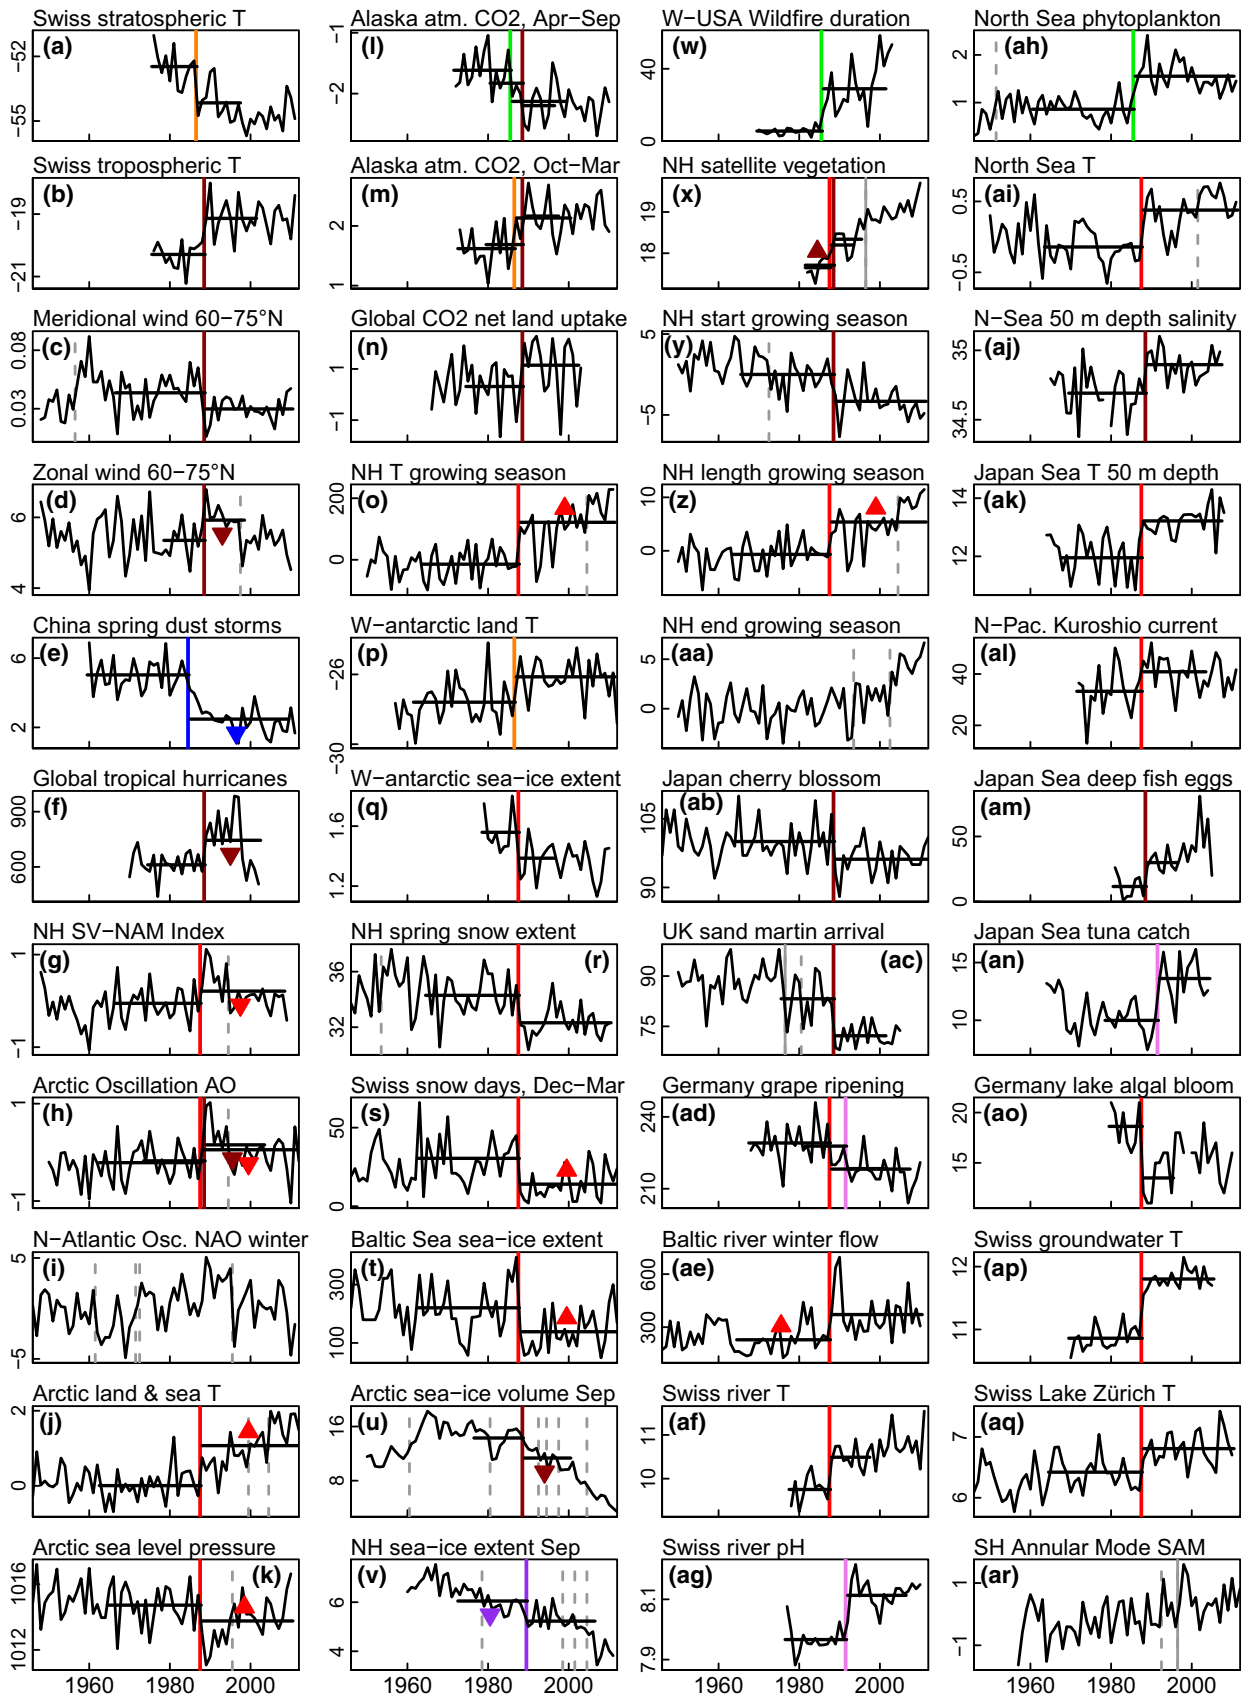 Swiss stratospheric T
(a)
−52
−55
Swiss tropospheric T
(b)
−19
−21
Meridional wind 60−75°N
(c)
0.08
0.03
Zonal wind 60−75°N
(d)
6
4
China spring dust storms
(e)
6
2
Global tropical hurricanes
(f)
900
600
NH SV−NAM Index
(g)
1
−1
Arctic Oscillation AO
(h)
1
−1
N−Atlantic Osc. NAO winter
(i)
5
−5
Arctic land & sea T
(j)
2
0
Arctic sea level pressure
(k)
1016
1012
1960 1980 2000
Alaska atm. CO2, Apr−Sep
(l)
−1
−2
Alaska atm. CO2, Oct−Mar
(m)
2
1
Global CO2 net land uptake
(n)
1
−1
NH T growing season
(o)
200
0
W−antarctic land T
(p)
−26
−30
W−antarctic sea−ice extent
(q)
1.6
1.2
NH spring snow extent
(r)
36
32
Swiss snow days, Dec−Mar
(s)
50
0
Baltic Sea sea−ice extent
(t)
300
100
Arctic sea−ice volume Sep
(u)
16
8
NH sea−ice extent Sep
(v)
6
4
1960 1980 2000
W−USA Wildfire duration
(w)
40
0
NH satellite vegetation
(x)
19
18
NH start growing season
(y)
5
−5
NH length growing season
(z)
10
0
NH end growing season
(aa)
5
0
Japan cherry blossom
(ab)
105
90
UK sand martin arrival
(ac)
90
75
Germany grape ripening
(ad)
240
210
Baltic river winter flow
(ae)
600
300
Swiss river T
(af)
11
10
Swiss river pH
(ag)
8.1
7.9
1960 1980 2000
North Sea phytoplankton
(ah)
2
1
North Sea T
(ai)
0.5
−0.5
N−Sea 50 m depth salinity
(aj)
35
34.5
Japan Sea T 50 m depth
(ak)
14
12
N−Pac. Kuroshio current
(al)
40
20
Japan Sea deep fish eggs
(am)
50
0
Japan Sea tuna catch
(an)
15
10
Germany lake algal bloom
(ao)
20
15
Swiss groundwater T
(ap)
12
11
Swiss Lake Zürich T
(aq)
7
6
SH Annular Mode SAM
(ar)
1
−1
1960 1980 2000